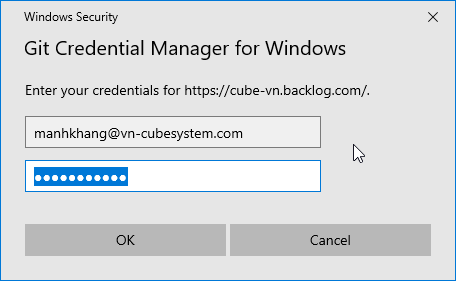 Windows Security
Git Credential Manager for Windows
Enter your credentials for https://cube-vn.backlog.com/.
manhkhang@vn-cubesystem.com
●●●●●●●●●●●
OK
Cancel